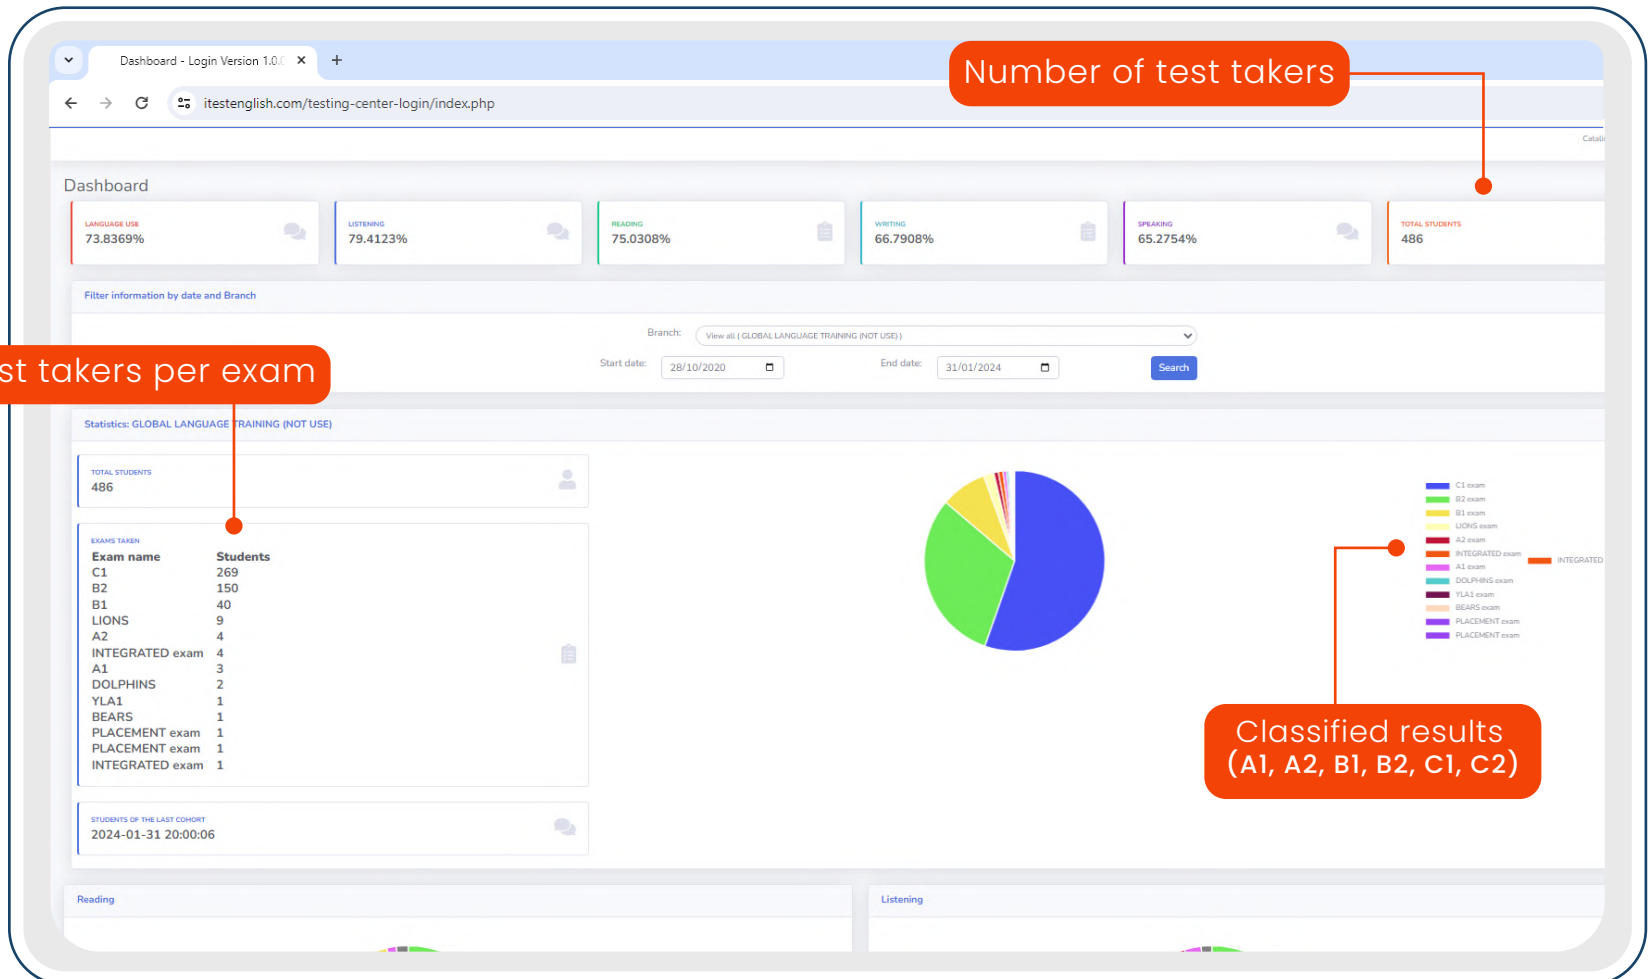 Dashboard - Login Version 1.0.0
Number of test takers
itestenglish.com/testing-center-login/index.php
Dashboard
LANGUAGE USE
73.8369%
LISTENING
79.4123%
READING
75.0308%
WRITING
66.7908%
SPEAKING
65.2754%
TOTAL STUDENTS
486
Filter information by date and Branch
Branch: View all ( GLOBAL LANGUAGE TRAINING (NOT USE) )
takers per exam
Start date: 28/10/2020 End date: 31/01/2024 Search
Statistics: GLOBAL LANGUAGE TRAINING (NOT USE)
TOTAL STUDENTS
486
EXAMS TAKEN
Exam name Students
C1 269
B2 150
B1 40
LIONS 9
A2 4
INTEGRATED exam 4
A1 3
DOLPHINS 2
YLA1 1
BEARS 1
PLACEMENT exam 1
PLACEMENT exam 1
INTEGRATED exam 1
C1 exam
B2 exam
B1 exam
LIONS exam
A2 exam
INTEGRATED exam
A1 exam
DOLPHINS exam
YLA1 exam
BEARS exam
PLACEMENT exam
PLACEMENT exam
INTEGRATED
Classified results
(A1, A2, B1, B2, C1, C2)
STUDENTS OF THE LAST COHORT
2024-01-31 20:00:06
Reading
Listening